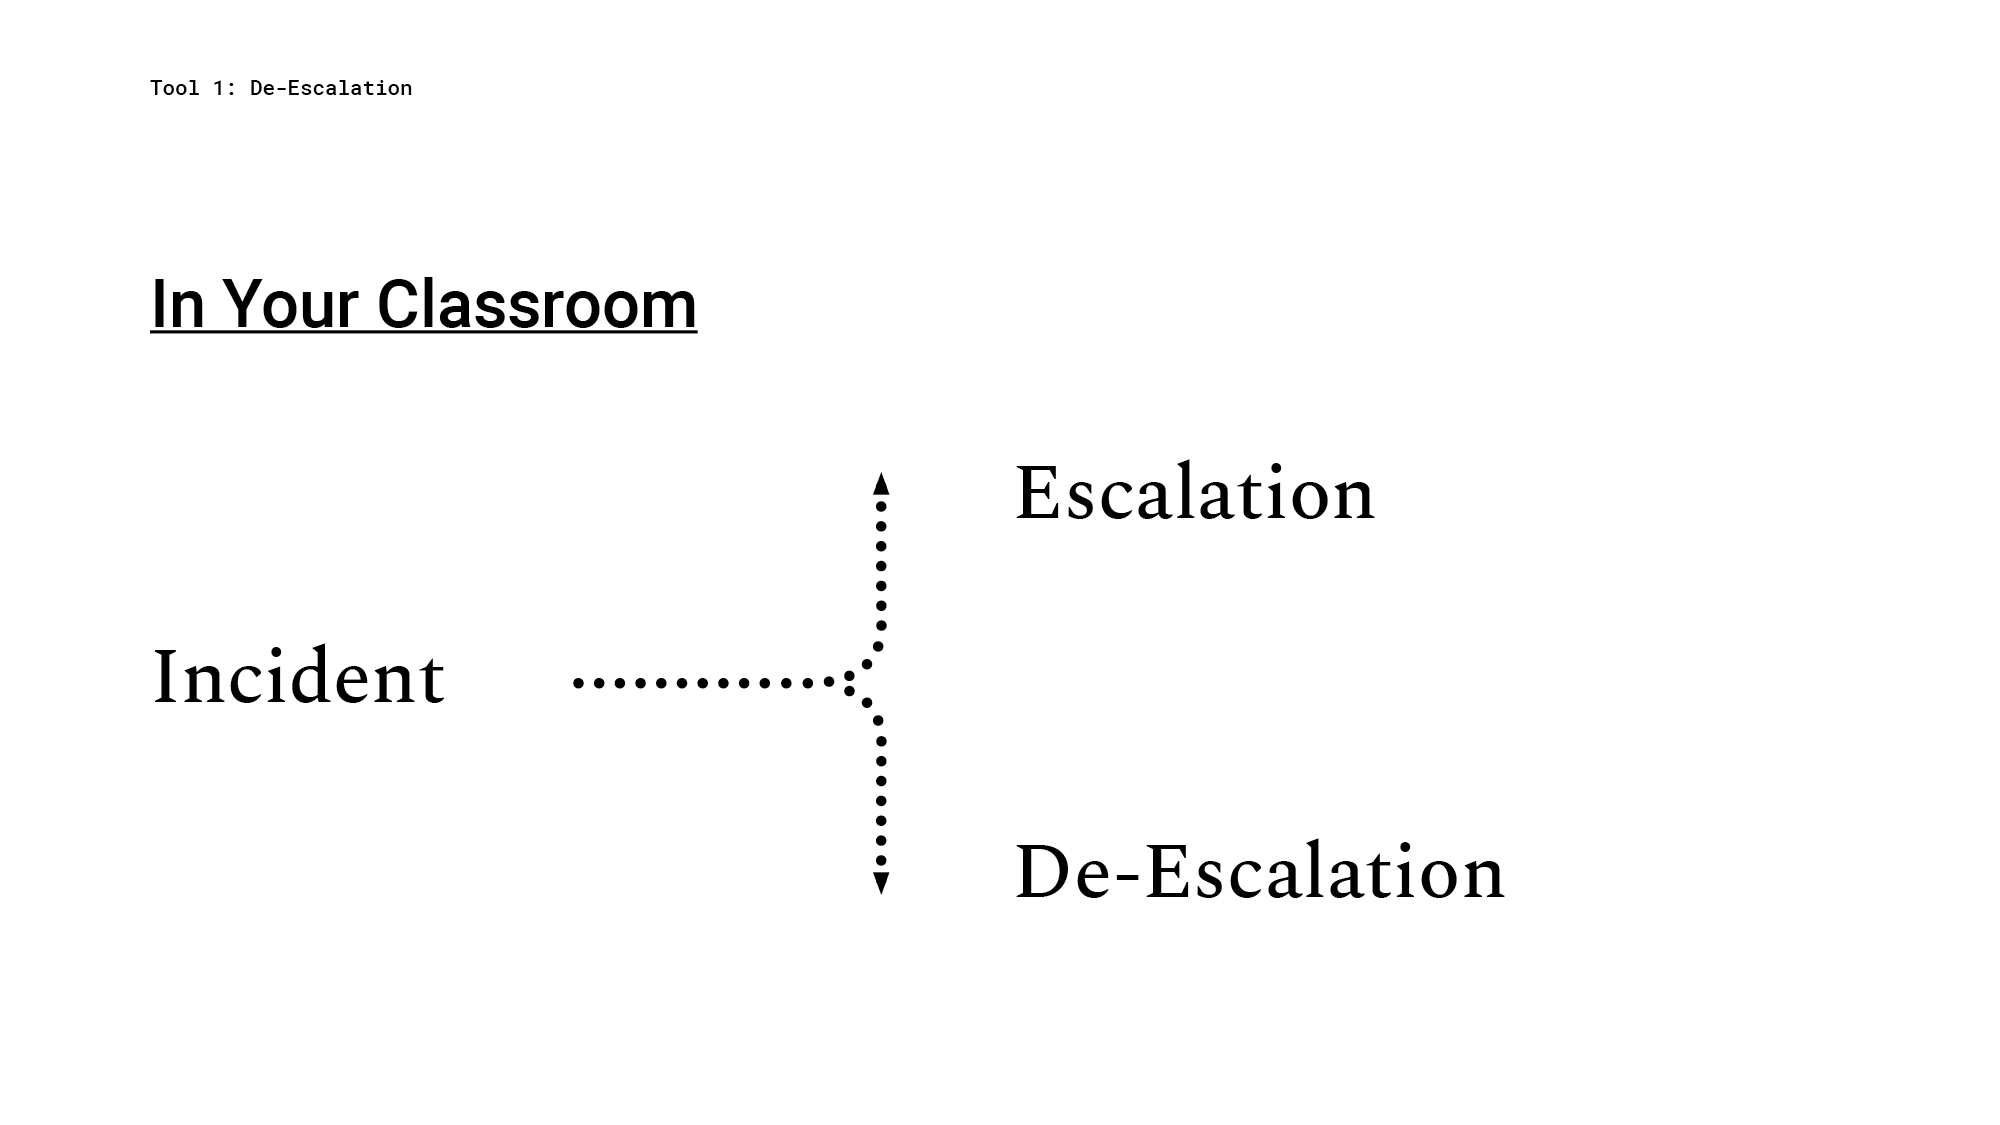 Tool 1: De-Escalation
In Your Classroom
Escalation
Incident
De-Escalation